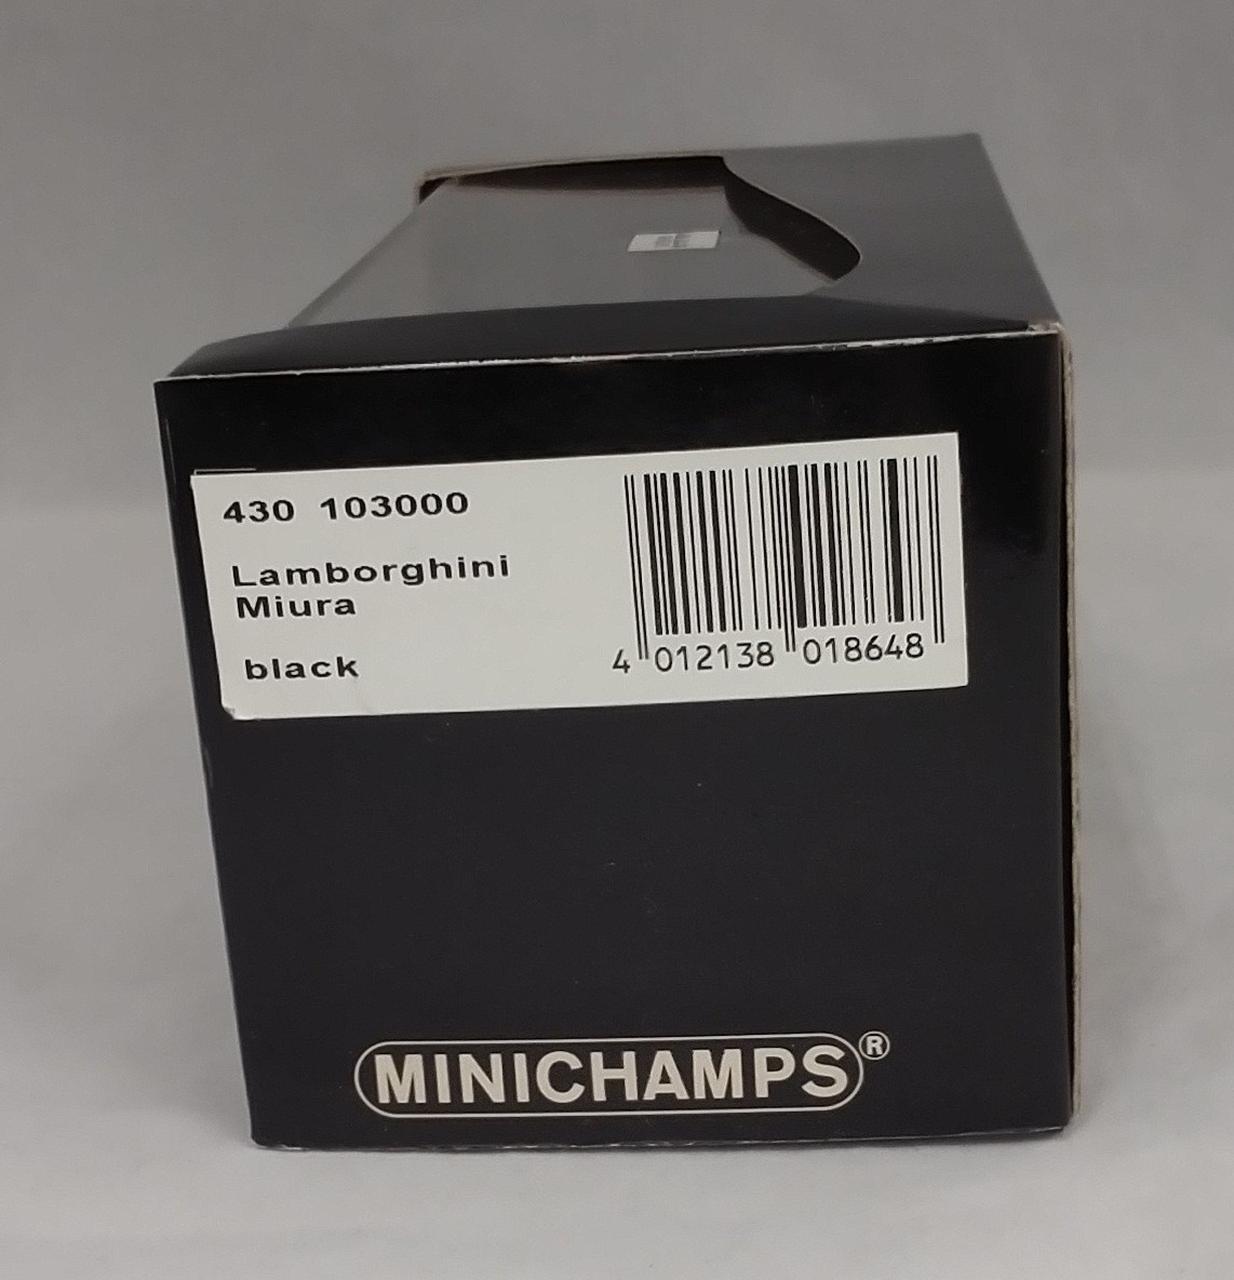 430 103000
Lamborghini
Miura
black
4 012138 018648
MINICHAMPS®